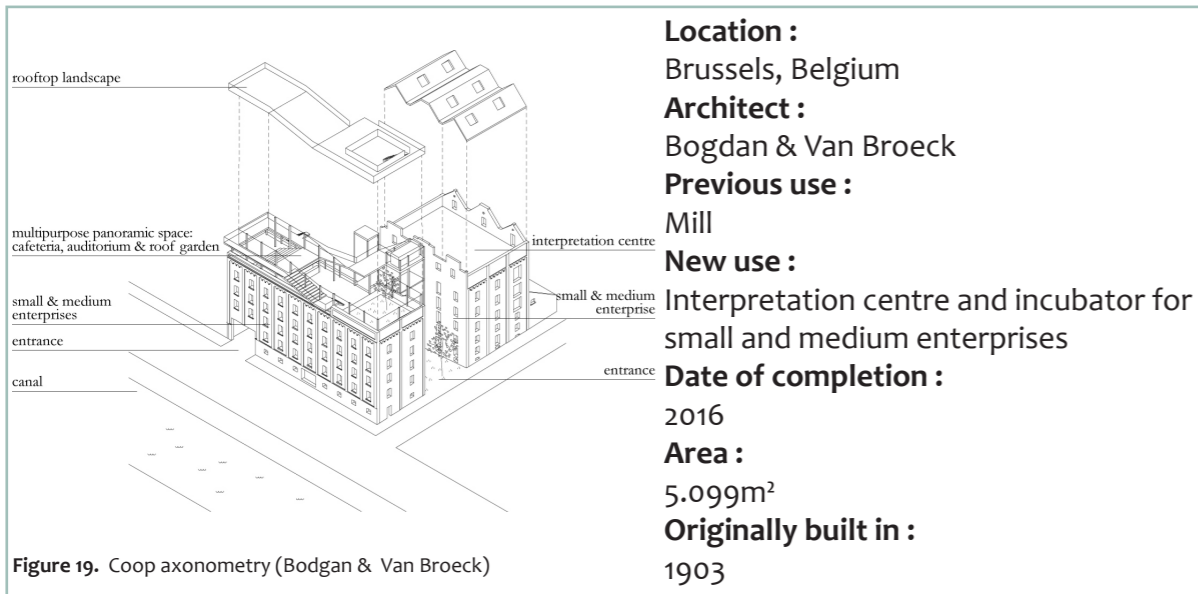 rooftop landscape
multipurpose panoramic space:
cafeteria, auditorium & roof garden
small & medium
enterprises
entrance
canal
interpretation centre
small & medium
enterprise
entrance
Figure 19. Coop axonometry (Bodgan & Van Broeck)
Location :
Brussels, Belgium
Architect :
Bogdan & Van Broeck
Previous use :
Mill
New use :
Interpretation centre and incubator for
small and medium enterprises
Date of completion :
2016
Area :
5.099m²
Originally built in :
1903